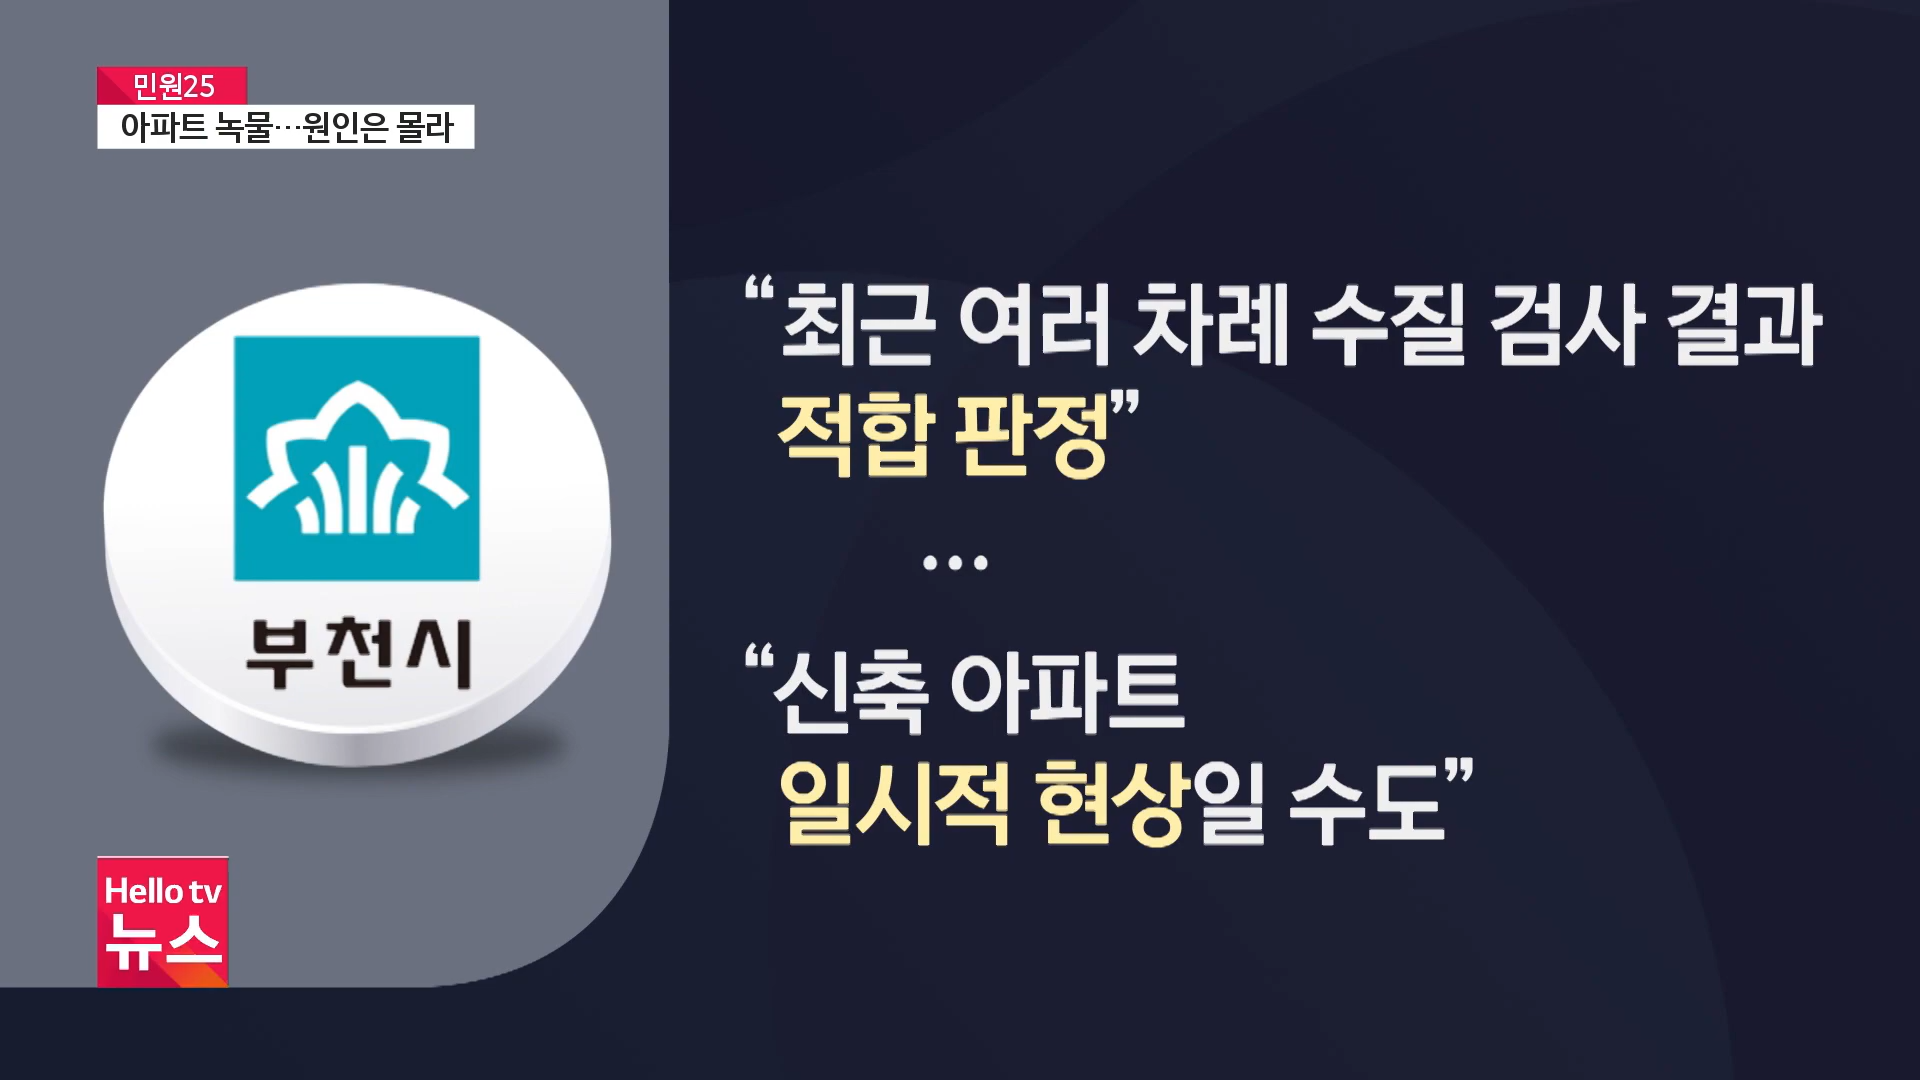 민원25
아파트 녹물…원인은 몰라
“최근 여러 차례 수질 검사 결과
적합 판정”
…
“신축 아파트
일시적 현상일 수도”
부천시
Hello tv
뉴스